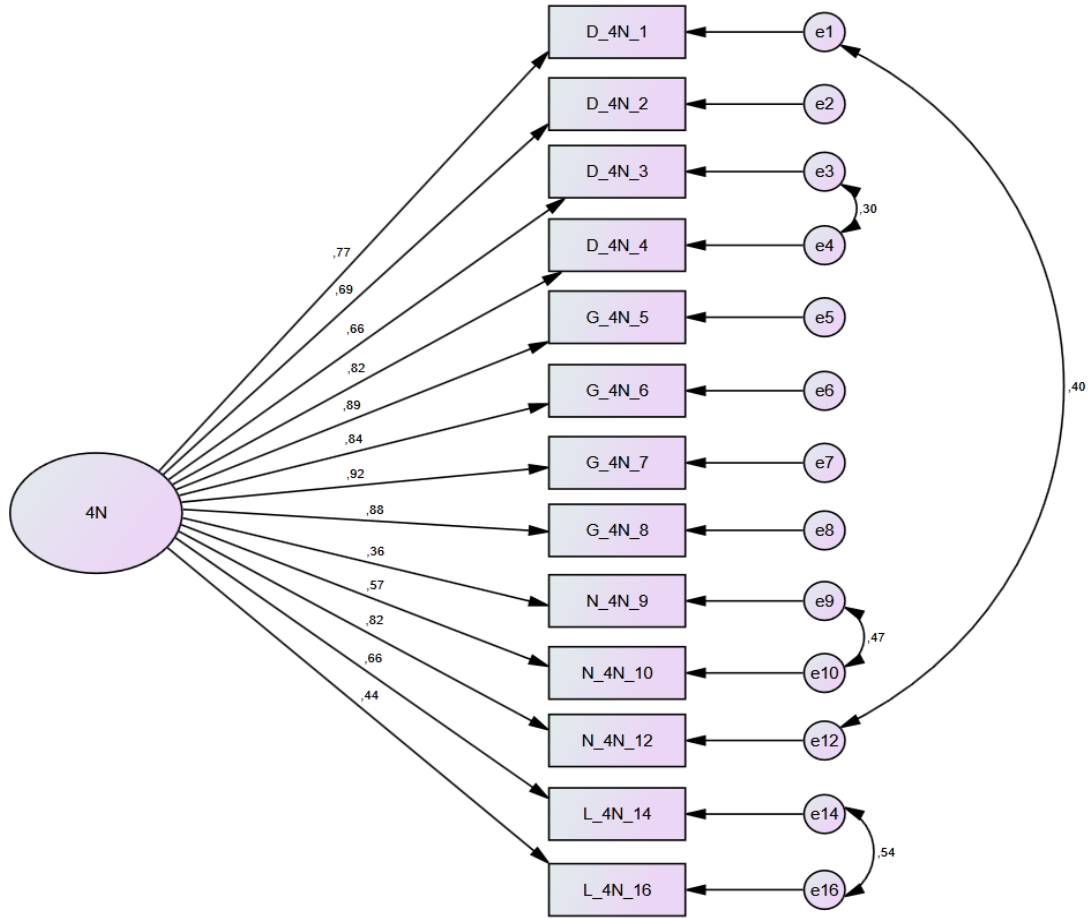 D_4N_1
e1
D_4N_2
e2
D_4N_3
e3
,30
D_4N_4
e4
,77
,69
G_4N_5
e5
,66
,82
G_4N_6
e6
,40
,89
,84
G_4N_7
e7
,92
4N
,88
G_4N_8
e8
,36
,57
N_4N_9
e9
,82
,47
,66
N_4N_10
e10
,44
N_4N_12
e12
L_4N_14
e14
,54
L_4N_16
e16